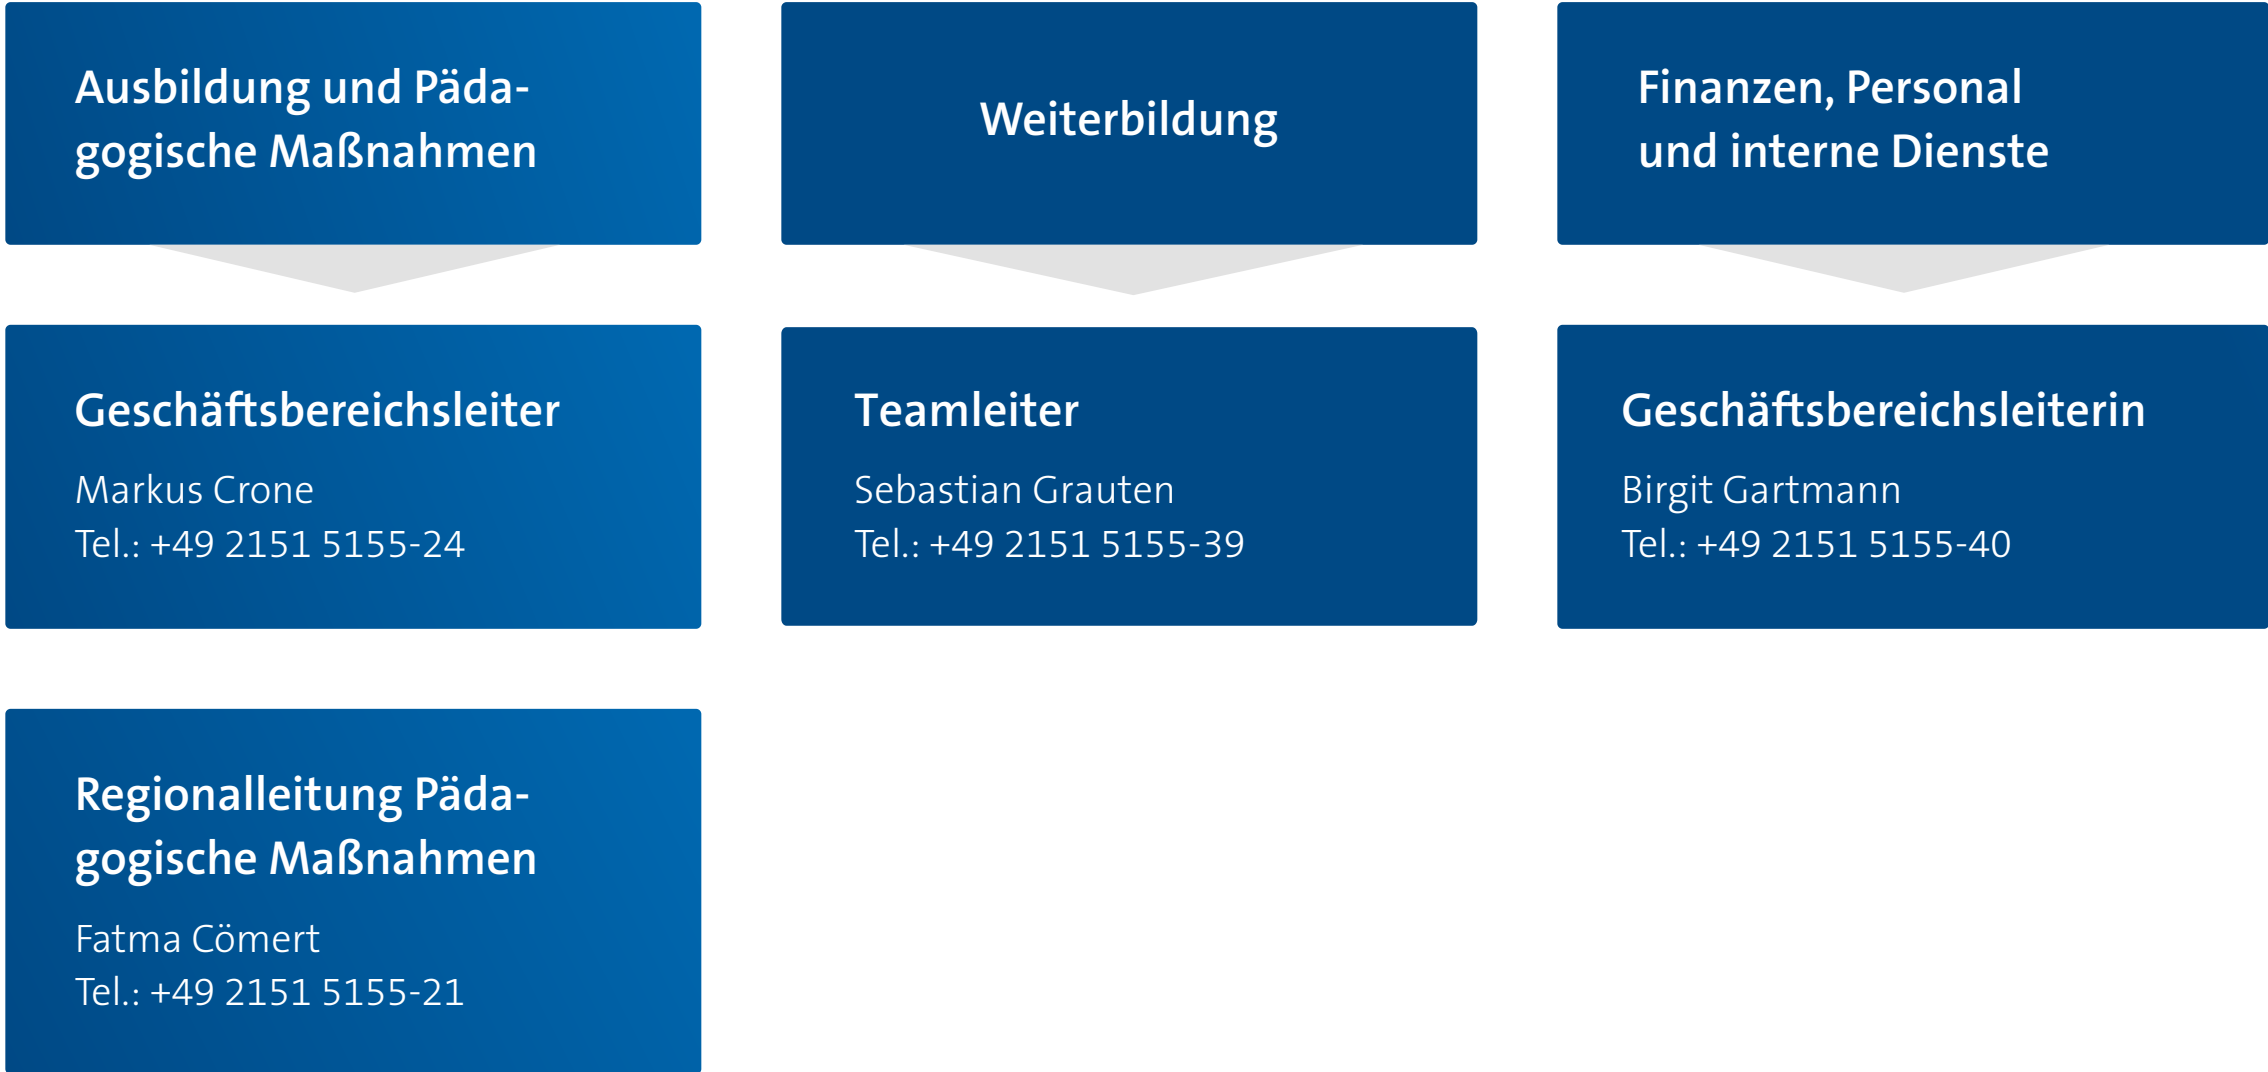 Ausbildung und Päda-
gogische Maßnahmen
Weiterbildung
Finanzen, Personal
und interne Dienste
Geschäftsbereichsleiter
Markus Crone
Tel.: +49 2151 5155-24
Teamleiter
Sebastian Grauten
Tel.: +49 2151 5155-39
Geschäftsbereichsleiterin
Birgit Gartmann
Tel.: +49 2151 5155-40
Regionalleitung Päda-
gogische Maßnahmen
Fatma Cömert
Tel.: +49 2151 5155-21